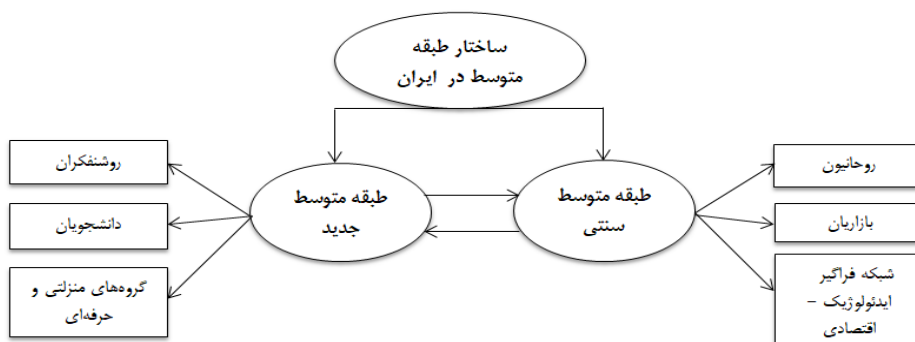 ساختار طبقه
متوسط در ایران
طبقه متوسط
سنتی
طبقه متوسط
جدید
روحانیون
بازاریان
شبکه فراگیر
ایدئولوژیک –
اقتصادی
روشنفکران
دانشجویان
گروه‌های منزلتی و
حرفه‌ای